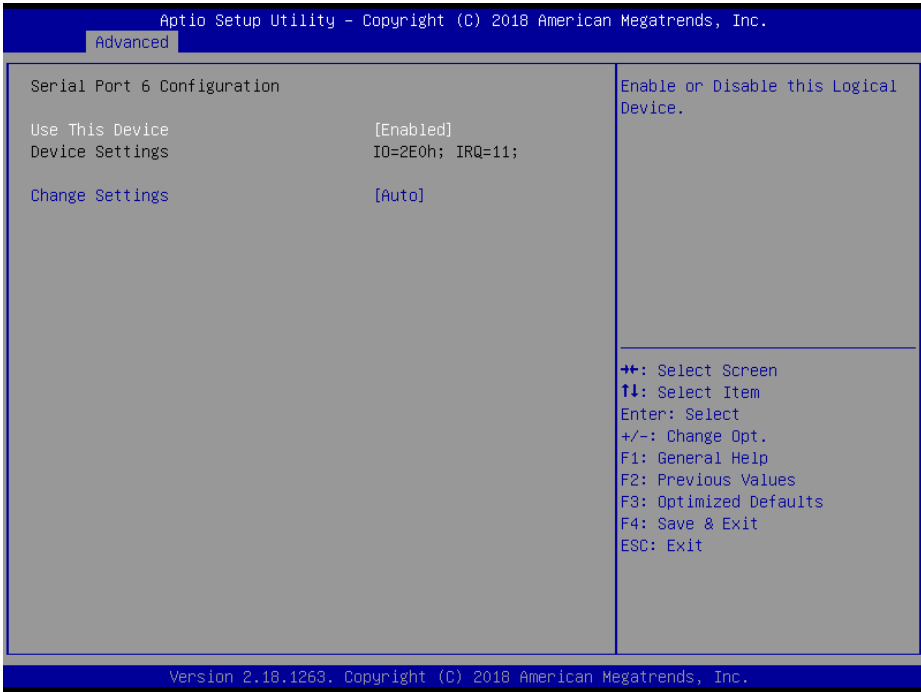 Aptio Setup Utility – Copyright (C) 2018 American Megatrends, Inc.
Advanced
Serial Port 6 Configuration
Use This Device [Enabled]
Device Settings IO=2E0h; IRQ=11;
Change Settings [Auto]
Enable or Disable this Logical
Device.
→←: Select Screen
↑↓: Select Item
Enter: Select
+/-: Change Opt.
F1: General Help
F2: Previous Values
F3: Optimized Defaults
F4: Save & Exit
ESC: Exit
Version 2.18.1263. Copyright (C) 2018 American Megatrends, Inc.